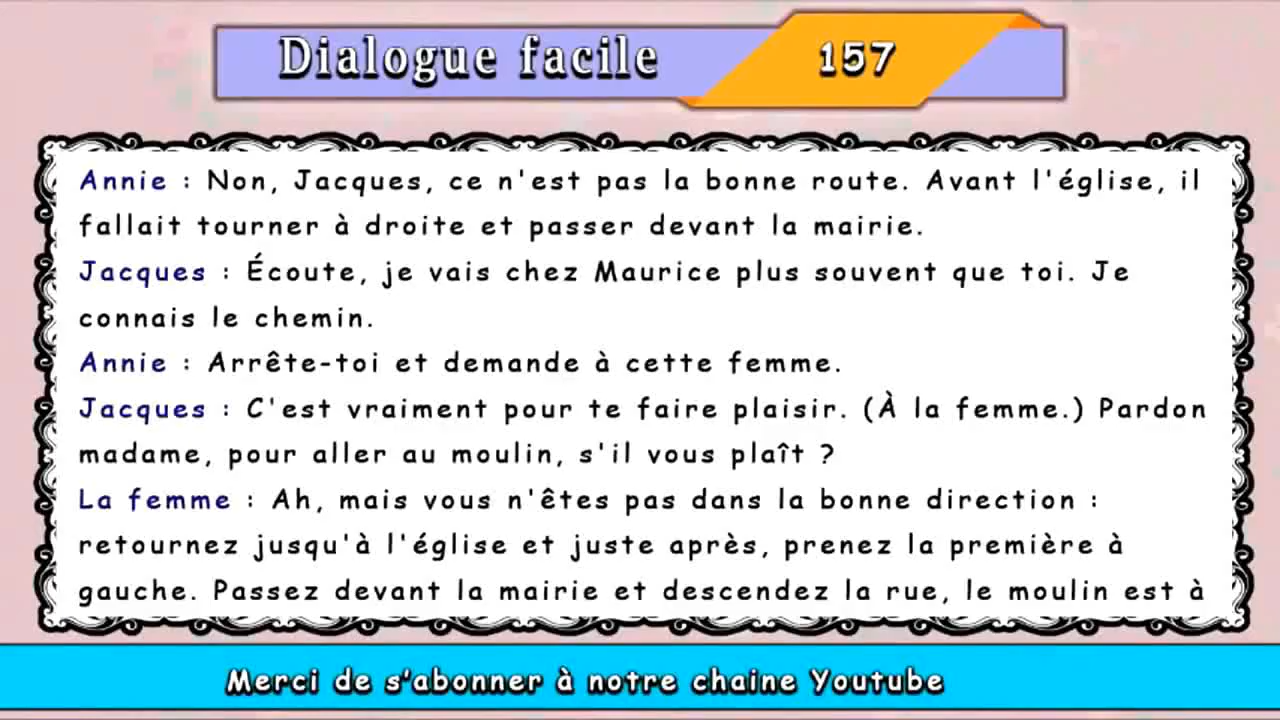 Dialogue facile 157
Annie : Non, Jacques, ce n'est pas la bonne route. Avant l'église, il
fallait tourner à droite et passer devant la mairie.
Jacques : Écoute, je vais chez Maurice plus souvent que toi. Je
connais le chemin.
Annie : Arrête-toi et demande à cette femme.
Jacques : C'est vraiment pour te faire plaisir. (À la femme.) Pardon
madame, pour aller au moulin, s'il vous plaît ?
La femme : Ah, mais vous n'êtes pas dans la bonne direction :
retournez jusqu'à l'église et juste après, prenez la première à
gauche. Passez devant la mairie et descendez la rue, le moulin est à
Merci de s'abonner à notre chaine Youtube